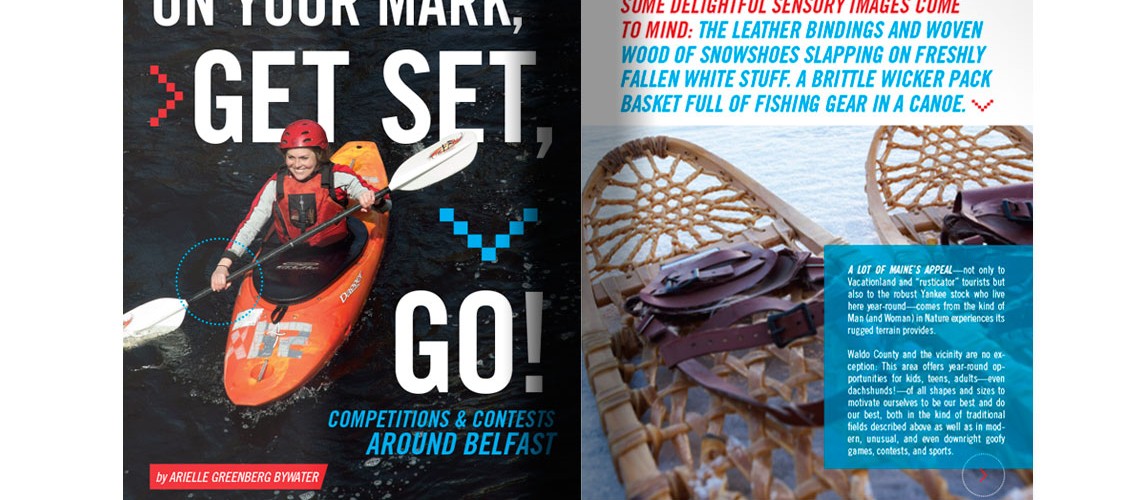 ON YOUR MARK,
GET SET,
GO!
COMPETITIONS & CONTESTS
AROUND BELFAST
by ARIELLE GREENBERG BYWATER
Dagger
SOME DELIGHTFUL SENSORY IMAGES COME
TO MIND: THE LEATHER BINDINGS AND WOVEN
WOOD OF SNOWSHOES SLAPPING ON FRESHLY
FALLEN WHITE STUFF. A BRITTLE WICKER PACK
BASKET FULL OF FISHING GEAR IN A CANOE.
A LOT OF MAINE'S APPEAL—not only to
Vacationland and "rusticator" tourists but
also to the robust Yankee stock who live
here year-round—comes from the kind of
Man (and Woman) in Nature experiences its
rugged terrain provides.
Waldo County and the vicinity are no ex-
ception: This area offers year-round op-
portunities for kids, teens, adults—even
dachshunds!—of all shapes and sizes to
motivate ourselves to be our best and do
our best, both in the kind of traditional
fields described above as well as in mod-
ern, unusual, and even downright goofy
games, contests, and sports.